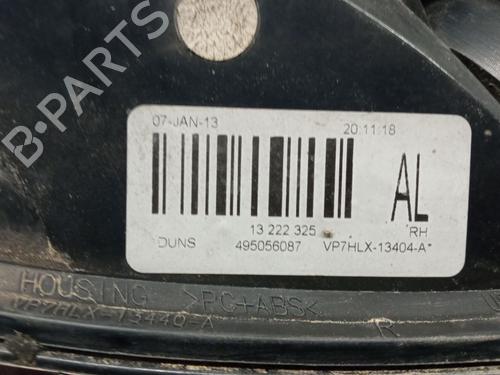 07-JAN-13 20:11:18
AL
13 222 325 RH
DUNS 495056087 VP7HLX-13404-A*
HOUSING >PC+ABS<
VP7HLX-13440-A R
B-Parts